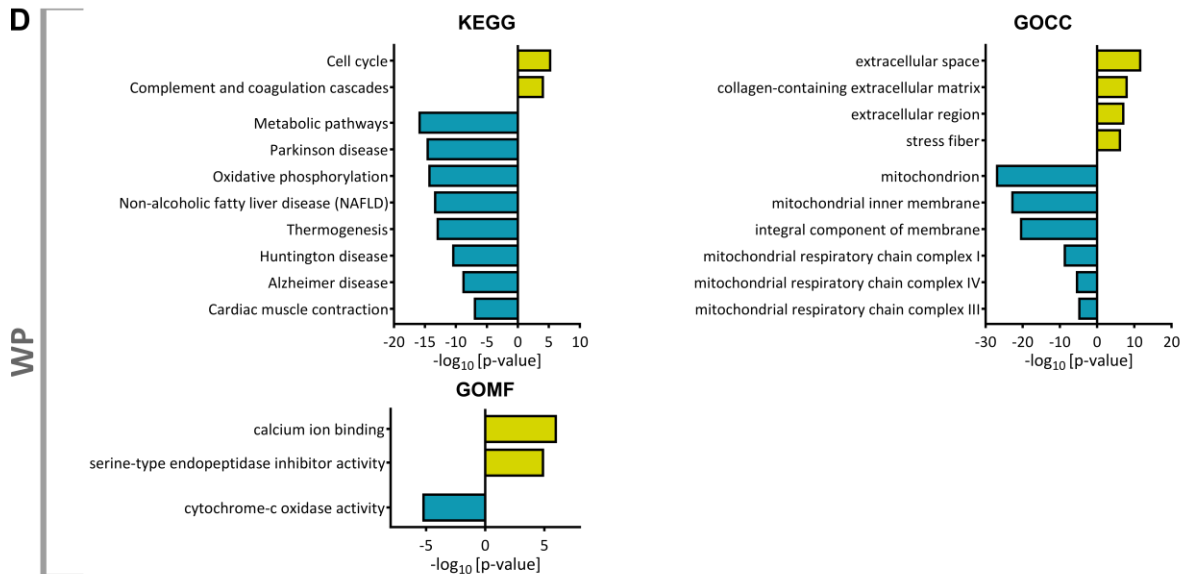 D
WP
KEGG
Cell cycle
Complement and coagulation cascades
Metabolic pathways
Parkinson disease
Oxidative phosphorylation
Non-alcoholic fatty liver disease (NAFLD)
Thermogenesis
Huntington disease
Alzheimer disease
Cardiac muscle contraction
-20 -15 -10 -5 0 5 10
-log10 [p-value]
GOCC
extracellular space
collagen-containing extracellular matrix
extracellular region
stress fiber
mitochondrion
mitochondrial inner membrane
integral component of membrane
mitochondrial respiratory chain complex I
mitochondrial respiratory chain complex IV
mitochondrial respiratory chain complex III
-30 -20 -10 0 10 20
-log10 [p-value]
GOMF
calcium ion binding
serine-type endopeptidase inhibitor activity
cytochrome-c oxidase activity
-5 0 5
-log10 [p-value]